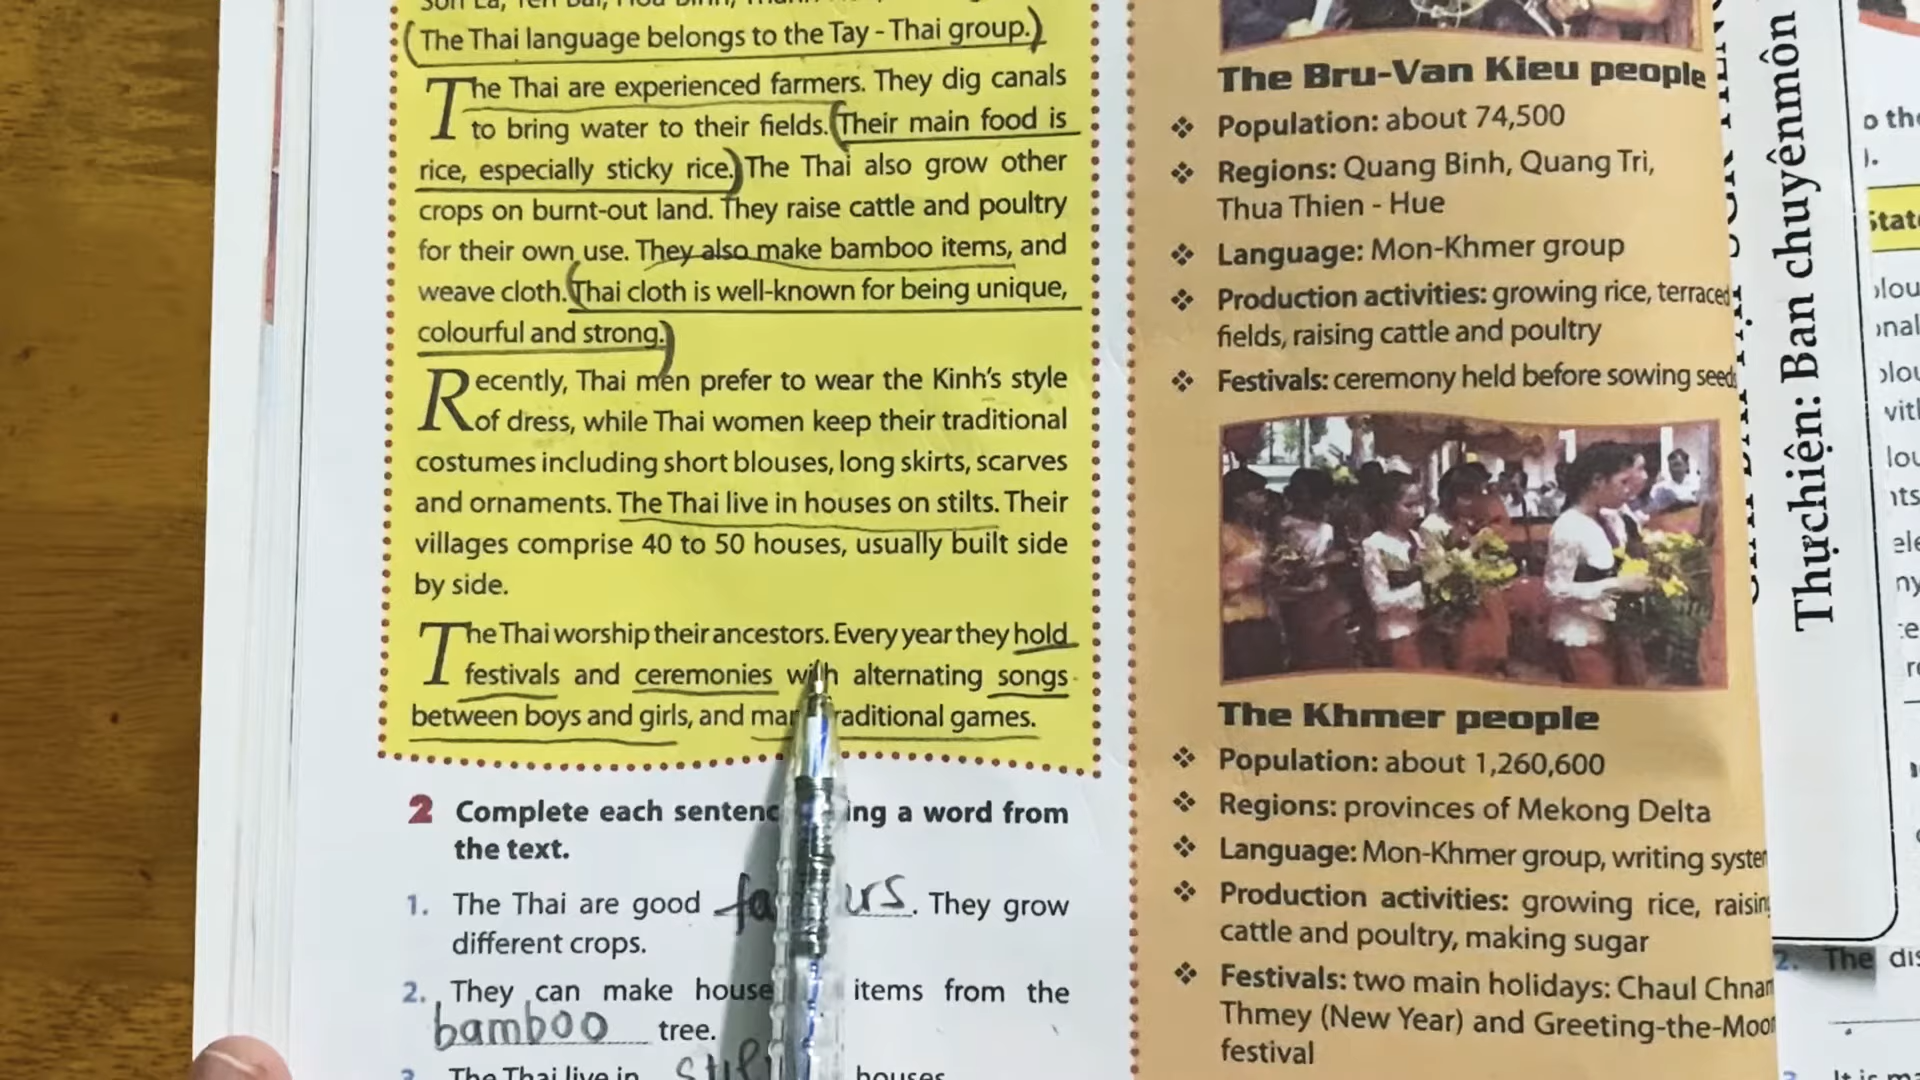 The Thai language belongs to the Tay - Thai group.
The Thai are experienced farmers. They dig canals
to bring water to their fields. Their main food is
rice, especially sticky rice. The Thai also grow other
crops on burnt-out land. They raise cattle and poultry
for their own use. They also make bamboo items, and
weave cloth. Thai cloth is well-known for being unique,
colourful and strong.
Recently, Thai men prefer to wear the Kinh's style
of dress, while Thai women keep their traditional
costumes including short blouses, long skirts, scarves
and ornaments. The Thai live in houses on stilts. Their
villages comprise 40 to 50 houses, usually built side
by side.
The Thai worship their ancestors. Every year they hold
festivals and ceremonies with alternating songs
between boys and girls, and traditional games.
2 Complete each a word from
the text.
1. The Thai are good . They grow
different crops.
2. They can make items from the
bamboo tree.
The Thai live in houses
The Bru-Van Kieu people
❖ Population: about 74,500
❖ Regions: Quang Binh, Quang Tri,
Thua Thien - Hue
❖ Language: Mon-Khmer group
❖ Production activities: growing rice, terraced
fields, raising cattle and poultry
❖ Festivals: ceremony held before sowing seeds
The Khmer people
❖ Population: about 1,260,600
❖ Regions: provinces of Mekong Delta
❖ Language: Mon-Khmer group, writing
❖ Production activities: growing rice,
cattle and poultry, making sugar
❖ Festivals: two main holidays: Chaul
Thmey (New Year) and
festival
Thực hiện: Ban chuyên môn
2. The